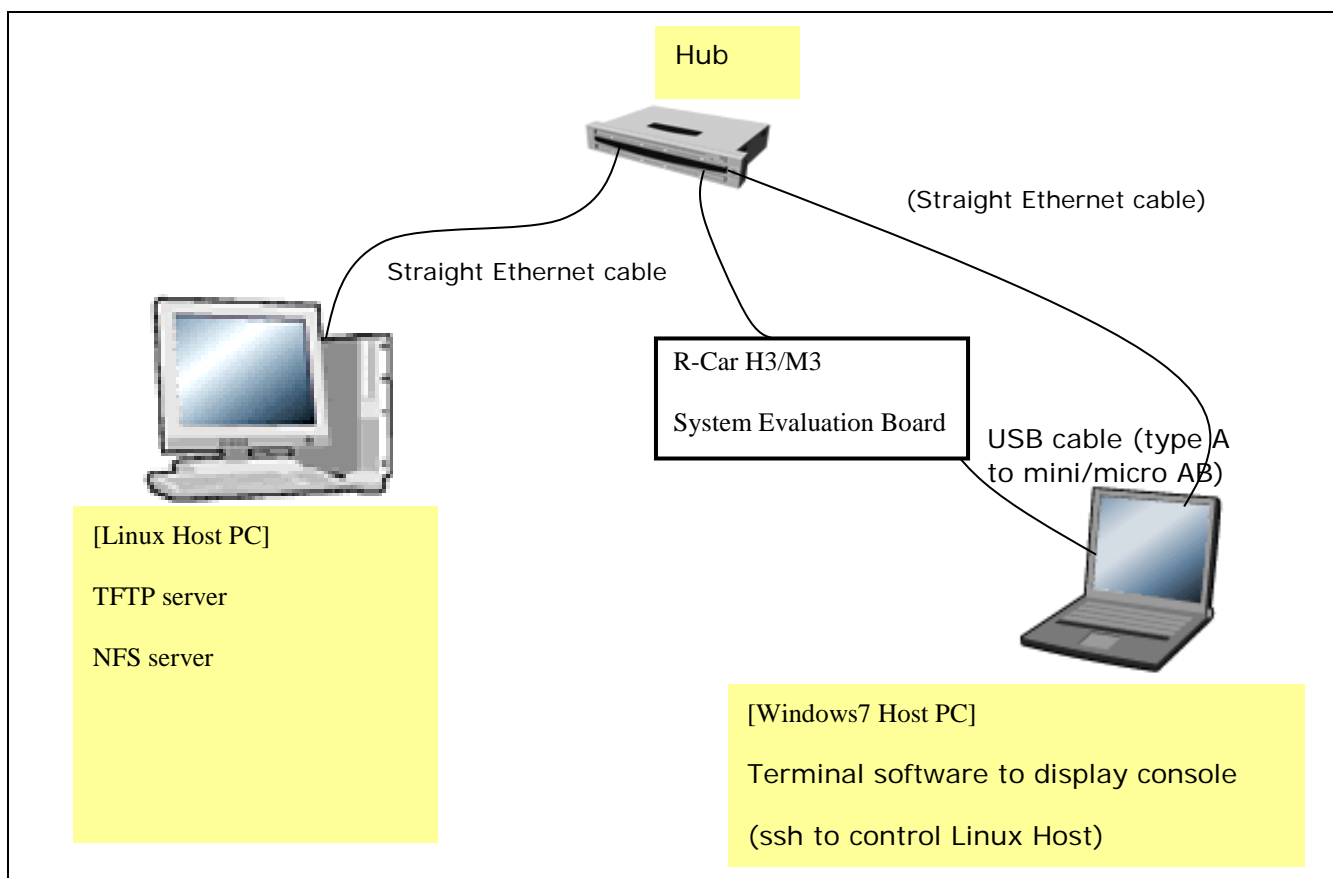 Hub
(Straight Ethernet cable)
Straight Ethernet cable
R-Car H3/M3
System Evaluation Board
USB cable (type A
to mini/micro AB)
[Linux Host PC]
TFTP server
NFS server
[Windows7 Host PC]
Terminal software to display console
(ssh to control Linux Host)